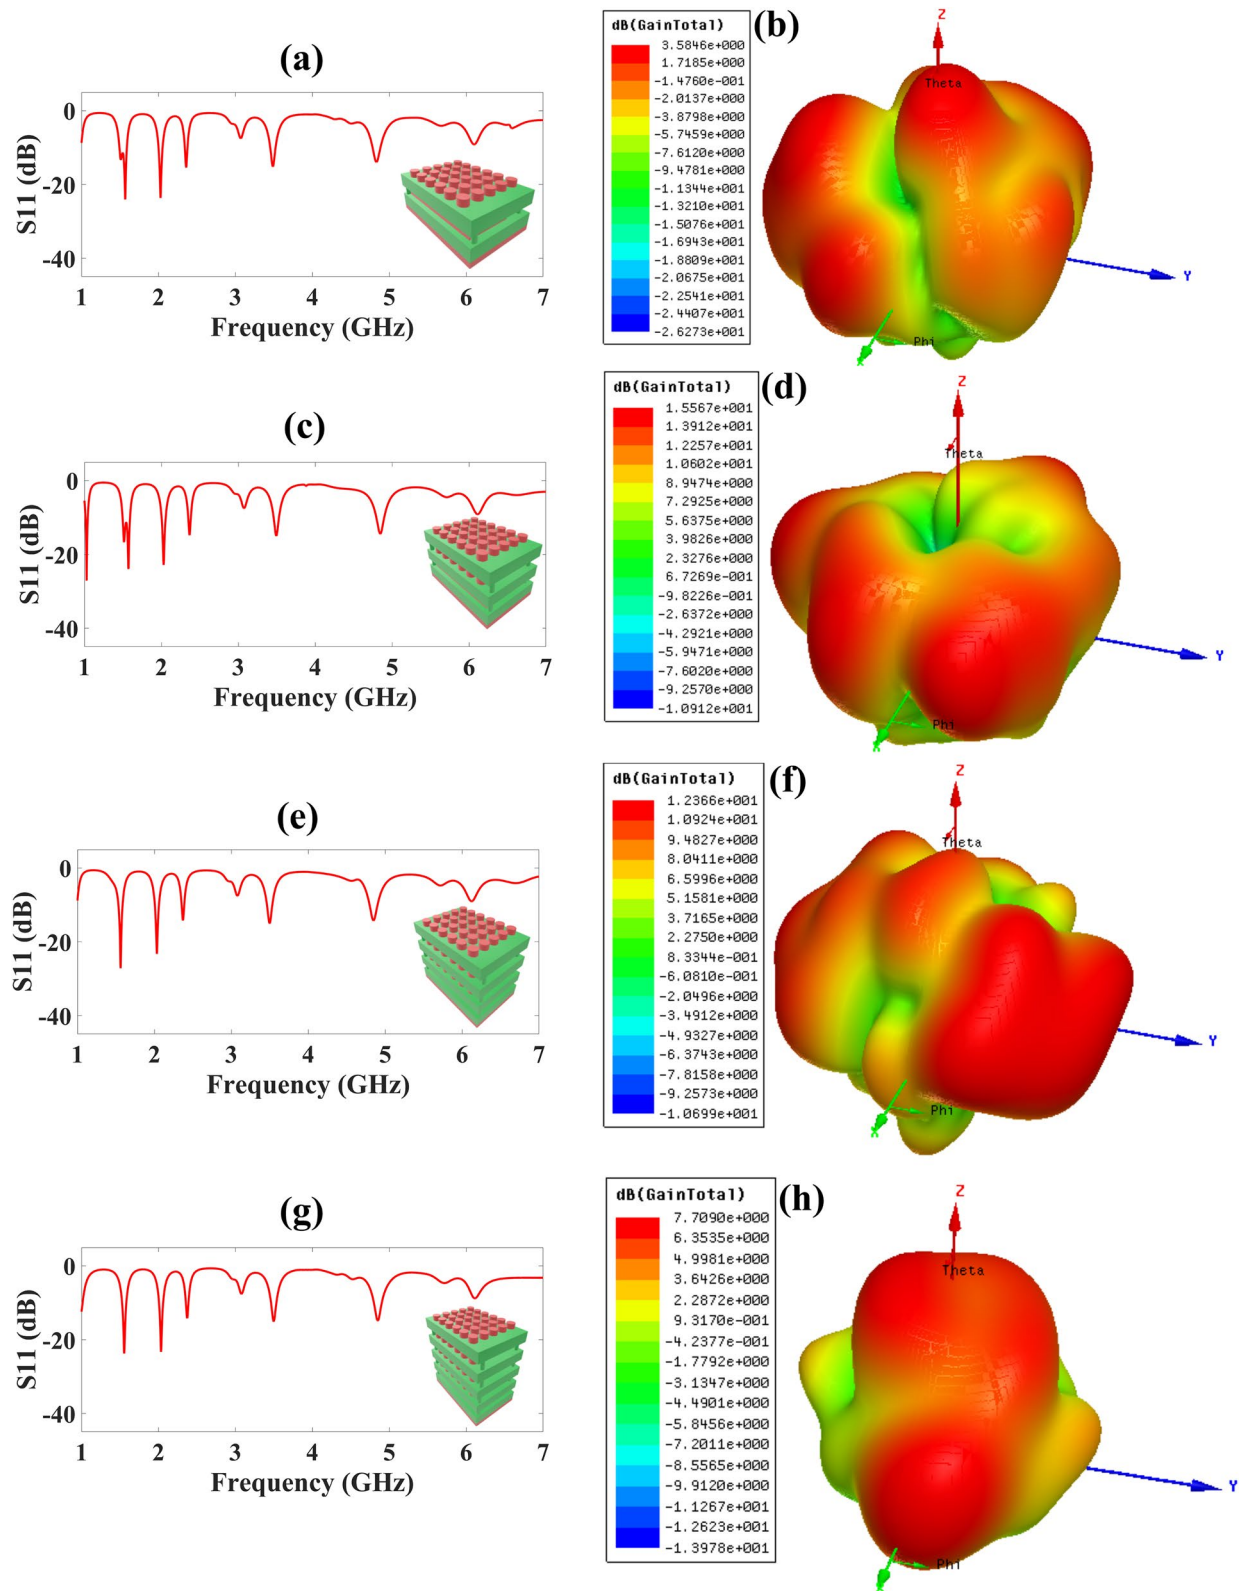 (a)
S11 (dB)
0
-20
-40
1 2 3 4 5 6 7
Frequency (GHz)
(b)
dB(GainTotal)
3.5846e+000
1.7185e+000
-1.4760e-001
-2.0137e+000
-3.8798e+000
-5.7459e+000
-7.6120e+000
-9.4781e+000
-1.1344e+001
-1.3210e+001
-1.5076e+001
-1.6943e+001
-1.8809e+001
-2.0675e+001
-2.2541e+001
-2.4407e+001
-2.6273e+001
Z
Theta
Y
Phi
X
(c)
S11 (dB)
0
-20
-40
1 2 3 4 5 6 7
Frequency (GHz)
(d)
dB(GainTotal)
1.5567e+001
1.3912e+001
1.2257e+001
1.0602e+001
8.9474e+000
7.2925e+000
5.6375e+000
3.9826e+000
2.3276e+000
6.7269e-001
-9.8226e-001
-2.6372e+000
-4.2921e+000
-5.9471e+000
-7.6020e+000
-9.2570e+000
-1.0912e+001
Z
Theta
Y
Phi
X
(e)
S11 (dB)
0
-20
-40
1 2 3 4 5 6 7
Frequency (GHz)
(f)
dB(GainTotal)
1.2366e+001
1.0924e+001
9.4827e+000
8.0411e+000
6.5996e+000
5.1581e+000
3.7165e+000
2.2750e+000
8.3344e-001
-6.0810e-001
-2.0496e+000
-3.4912e+000
-4.9327e+000
-6.3743e+000
-7.8158e+000
-9.2573e+000
-1.0699e+001
Z
Theta
Y
Phi
X
(g)
S11 (dB)
0
-20
-40
1 2 3 4 5 6 7
Frequency (GHz)
(h)
dB(GainTotal)
7.7090e+000
6.3535e+000
4.9981e+000
3.6426e+000
2.2872e+000
9.3170e-001
-4.2377e-001
-1.7792e+000
-3.1347e+000
-4.4901e+000
-5.8456e+000
-7.2011e+000
-8.5565e+000
-9.9120e+000
-1.1267e+001
-1.2623e+001
-1.3978e+001
Z
Theta
Y
Phi
X